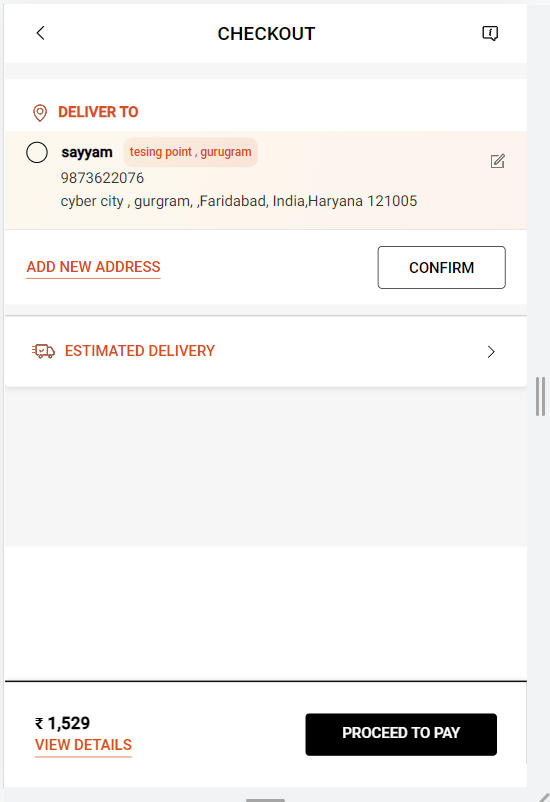 CHECKOUT
DELIVER TO
sayyam tesing point , gurugram
9873622076
cyber city , gurgram, ,Faridabad, India,Haryana 121005
ADD NEW ADDRESS CONFIRM
ESTIMATED DELIVERY
₹ 1,529
VIEW DETAILS
PROCEED TO PAY